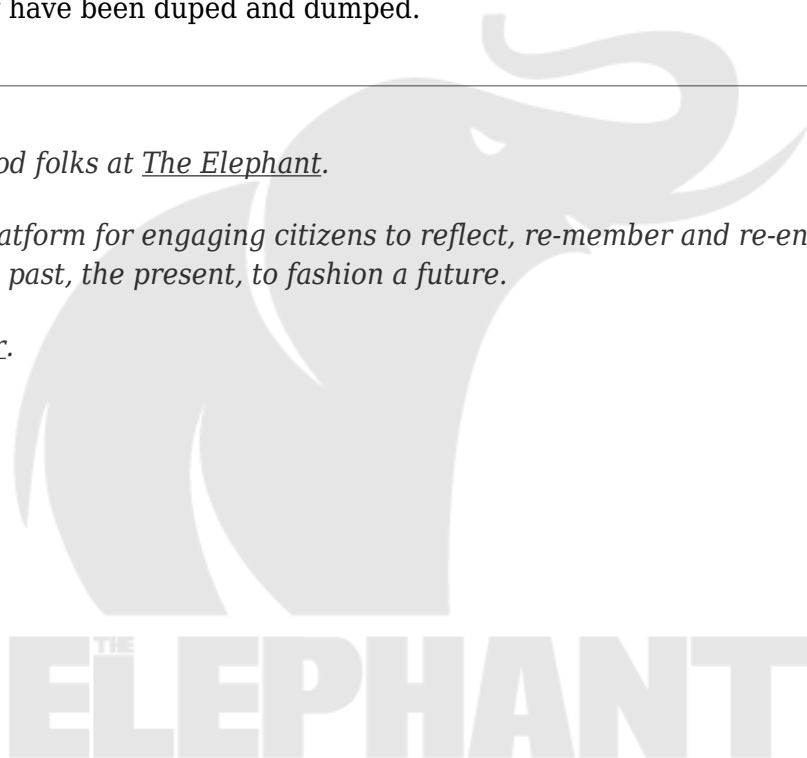 have been duped and dumped.
od folks at The Elephant.
atform for engaging citizens to reflect, re-member and re-en
past, the present, to fashion a future.
r.
THE
ELEPHANT